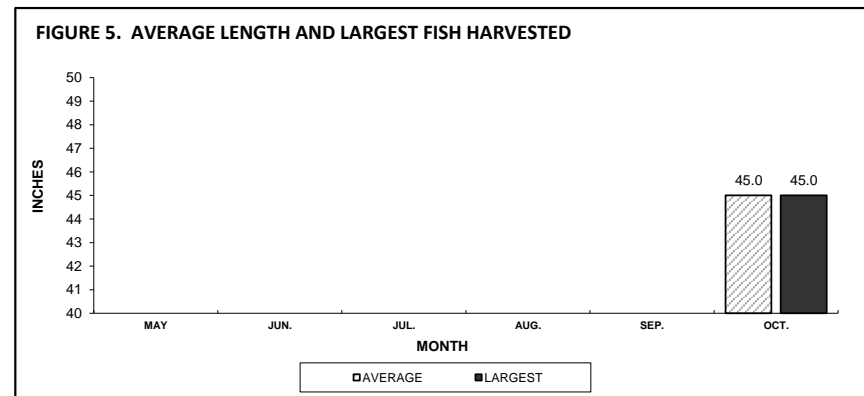 FIGURE 5. AVERAGE LENGTH AND LARGEST FISH HARVESTED
50
49
48
47
46
45
44
43
42
41
40
INCHES
45.0 45.0
MAY JUN. JUL. AUG. SEP. OCT.
MONTH
AVERAGE LARGEST